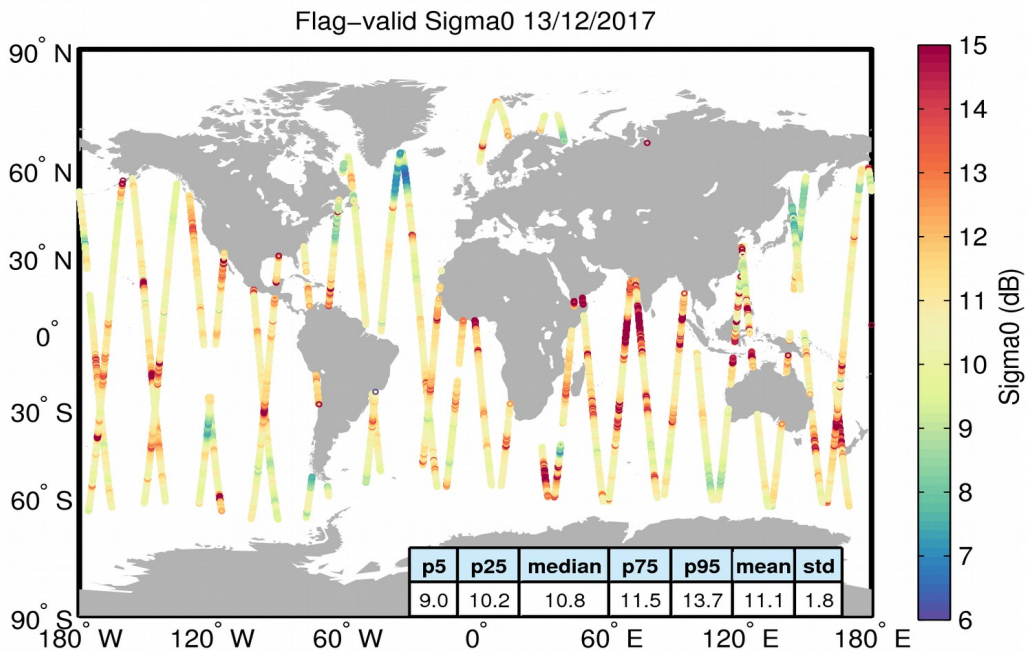 Flag−valid Sigma0 13/12/2017
90° N
60° N
30° N
0°
30° S
60° S
90° S
180° W
120° W
60° W
0°
60° E
120° E
180° E
15
14
13
12
11
10
9
8
7
6
Sigma0 (dB)
p5 p25 median p75 p95 mean std
9.0 10.2 10.8 11.5 13.7 11.1 1.8